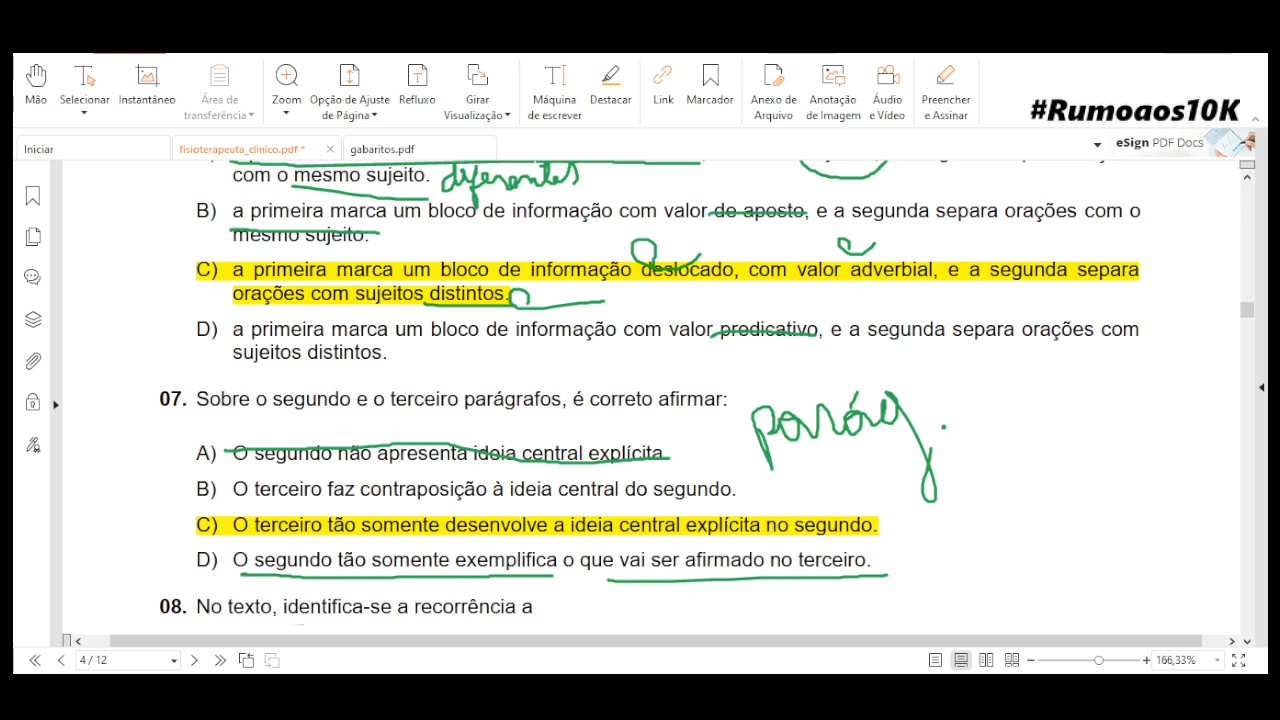 Mão
Selecionar
Instantâneo
Área de
transferência
Zoom
Opção de Ajuste
de Página
Refluxo
Girar
Visualização
Máquina
de escrever
Destacar
Link
Marcador
Anexo de
Arquivo
Anotação
de Imagem
Áudio
e Vídeo
Preencher
e Assinar
#Rumoaos10K
Iniciar
fisioterapeuta_clínico.pdf *
gabaritos.pdf
eSign PDF Docs
com o mesmo sujeito. diferentes
B) a primeira marca um bloco de informação com valor de aposto, e a segunda separa orações com o
mesmo sujeito.
C) a primeira marca um bloco de informação deslocado, com valor adverbial, e a segunda separa
orações com sujeitos distintos.
D) a primeira marca um bloco de informação com valor predicativo, e a segunda separa orações com
sujeitos distintos.
07. Sobre o segundo e o terceiro parágrafos, é correto afirmar:
parág.
A) O segundo não apresenta ideia central explícita.
B) O terceiro faz contraposição à ideia central do segundo.
C) O terceiro tão somente desenvolve a ideia central explícita no segundo.
D) O segundo tão somente exemplifica o que vai ser afirmado no terceiro.
08. No texto, identifica-se a recorrência a
4 / 12
166,33%